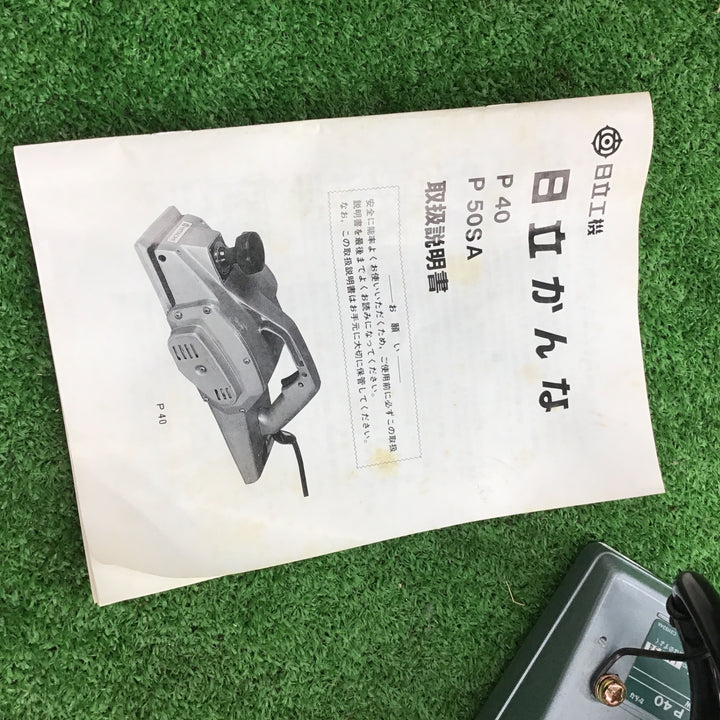 日立工機
日立かんな
P 40
P 50SA
取扱説明書
お願い
安全に能率よくお使いいただくため、ご使用前に必ずこの取扱
説明書を最後までよくお読みになってください。
なお、この取扱説明書はお手元に大切に保管してください。
P 40
かんな
P 40